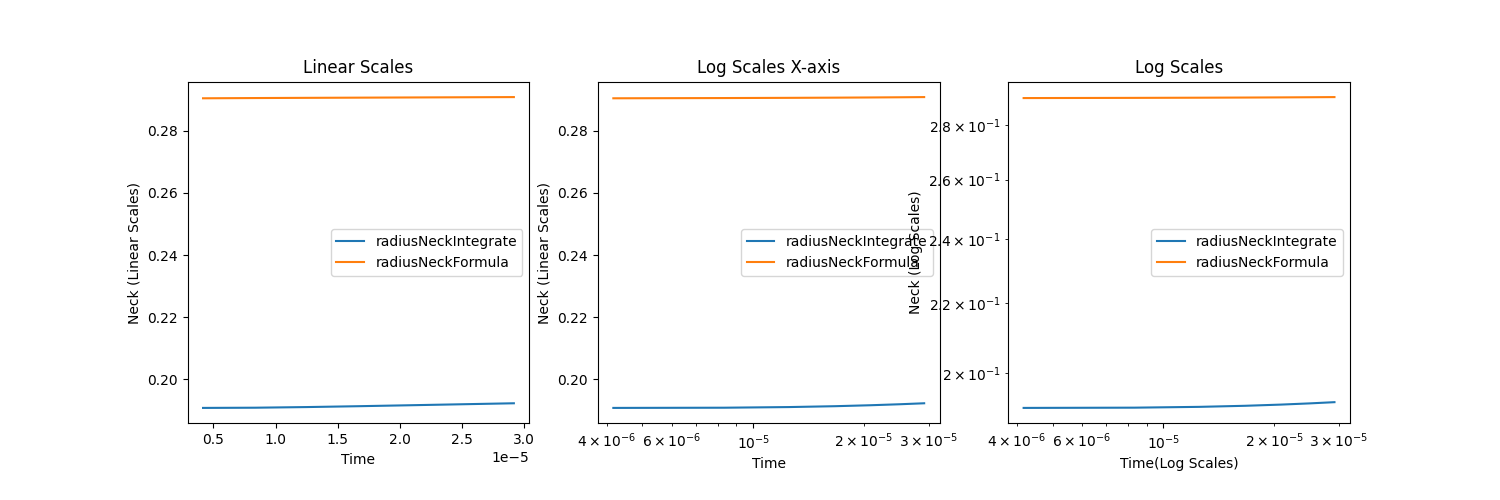 Linear Scales
Neck (Linear Scales)
0.28
0.26
0.24
0.22
0.20
radiusNeckIntegrate
radiusNeckFormula
0.5
1.0
1.5
2.0
2.5
3.0
1e−5
Time
Log Scales X-axis
Neck (Linear Scales)
0.28
0.26
0.24
0.22
0.20
radiusNeckIntegrate
radiusNeckFormula
4 × 10⁻⁶
6 × 10⁻⁶
10⁻⁵
2 × 10⁻⁵
3 × 10⁻⁵
Time
Log Scales
Neck (Log Scales)
2.8 × 10⁻¹
2.6 × 10⁻¹
2.4 × 10⁻¹
2.2 × 10⁻¹
2 × 10⁻¹
radiusNeckIntegrate
radiusNeckFormula
4 × 10⁻⁶
6 × 10⁻⁶
10⁻⁵
2 × 10⁻⁵
3 × 10⁻⁵
Time(Log Scales)